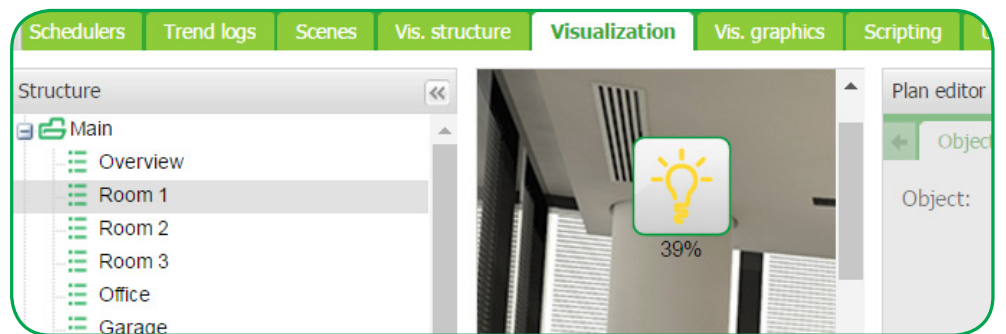 Schedulers Trend logs Scenes Vis. structure Visualization Vis. graphics Scripting
Structure
Main
Overview
Room 1
Room 2
Room 3
Office
Garage
39%
Plan editor
Objec
Object: